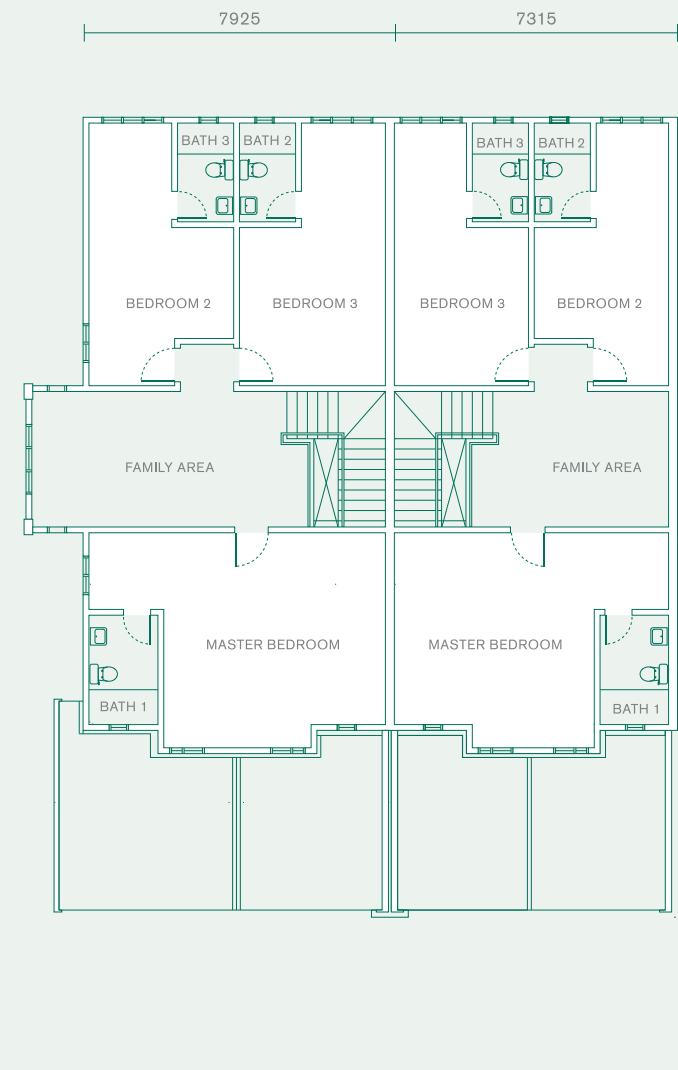 7925 7315
BATH 3 BATH 2 BATH 3 BATH 2
BEDROOM 2 BEDROOM 3 BEDROOM 3 BEDROOM 2
FAMILY AREA FAMILY AREA
MASTER BEDROOM MASTER BEDROOM
BATH 1 BATH 1